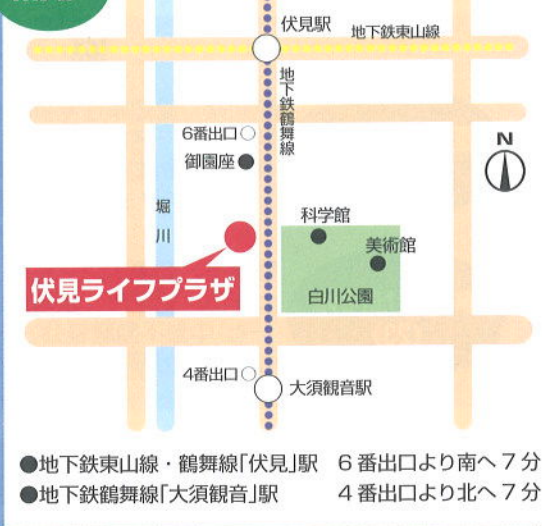 伏見駅
地下鉄東山線
地下鉄鶴舞線
6番出口
御園座
N
堀川
科学館
美術館
伏見ライフプラザ
白川公園
4番出口
大須観音駅
●地下鉄東山線・鶴舞線「伏見」駅 6番出口より南へ7分
●地下鉄鶴舞線「大須観音」駅 4番出口より北へ7分